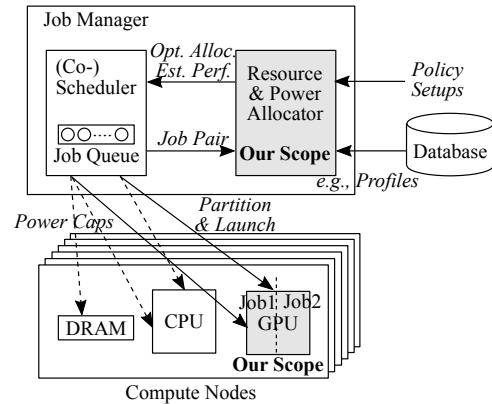 Job Manager
(Co-)
Scheduler
Job Queue
Opt. Alloc.
Est. Perf.
Job Pair
Resource
& Power
Allocator
Our Scope
Policy
Setups
Database
e.g., Profiles
Power Caps
Partition
& Launch
DRAM
CPU
Job1 Job2
GPU
Our Scope
Compute Nodes